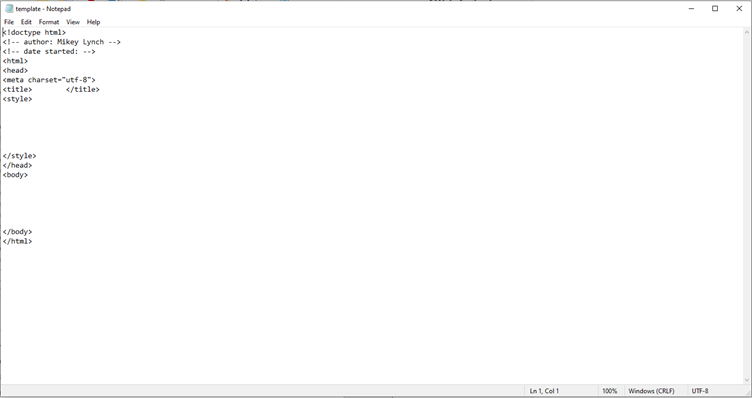 template - Notepad
File Edit Format View Help
<!doctype html>
<!-- author: Mikey Lynch -->
<!-- date started: -->
<html>
<head>
<meta charset="utf-8">
<title>        </title>
<style>
</style>
</head>
<body>
</body>
</html>
Ln 1, Col 1 100% Windows (CRLF) UTF-8